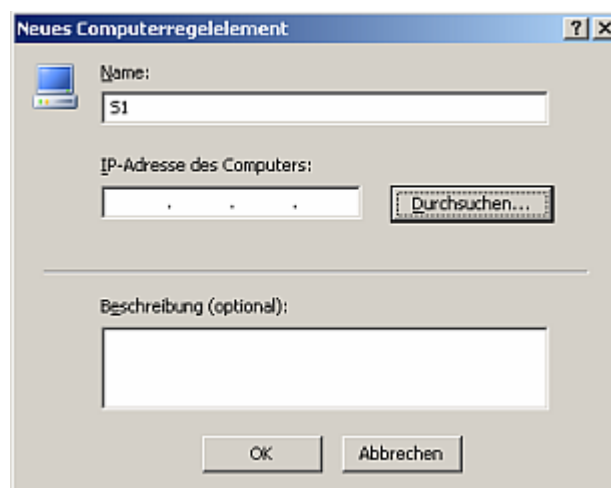 Neues Computerregelelement
Name:
S1
IP-Adresse des Computers:
. . .
Durchsuchen...
Beschreibung (optional):
OK Abbrechen